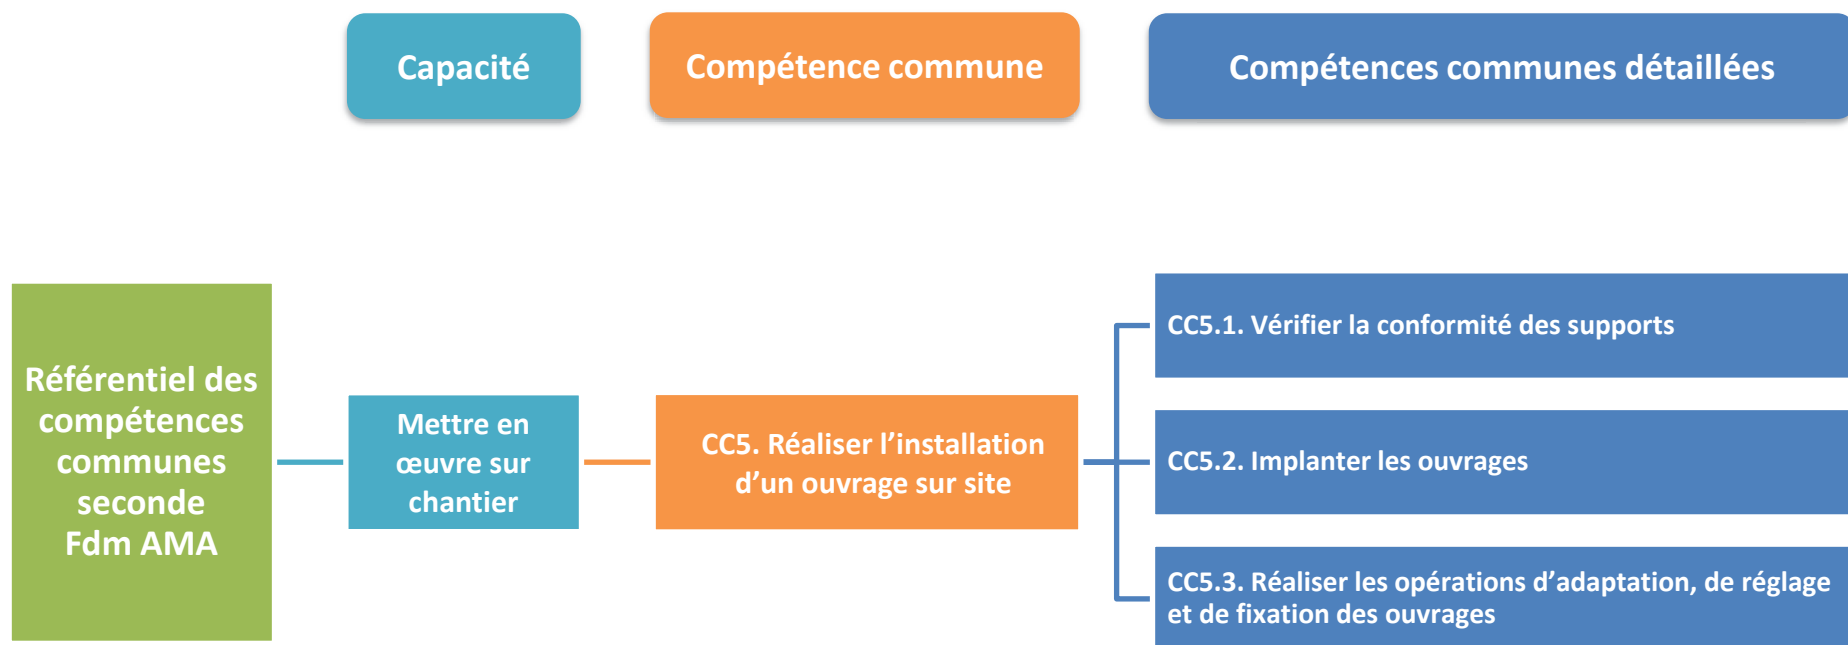 Capacité
Compétence commune
Compétences communes détaillées
Référentiel des
compétences
communes
seconde
Fdm AMA
Mettre en
œuvre sur
chantier
CC5. Réaliser l’installation
d’un ouvrage sur site
CC5.1. Vérifier la conformité des supports
CC5.2. Implanter les ouvrages
CC5.3. Réaliser les opérations d’adaptation, de réglage
et de fixation des ouvrages